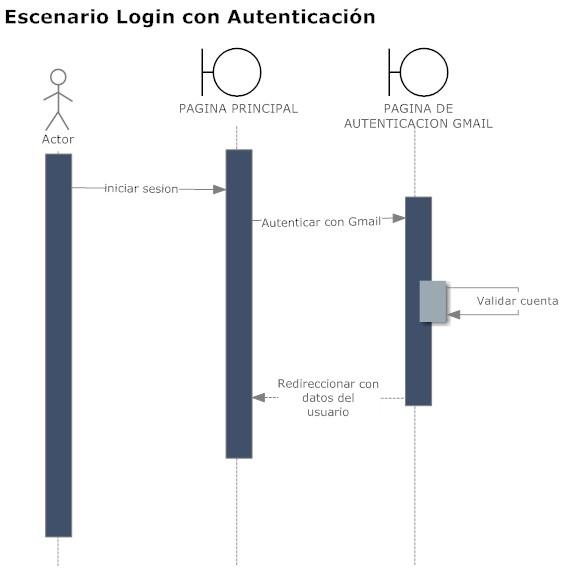 Escenario Login con Autenticación
PAGINA PRINCIPAL
PAGINA DE
AUTENTICACION GMAIL
Actor
Iniciar sesion
Autenticar con Gmail
Validar cuenta
Redireccionar con
datos del
usuario